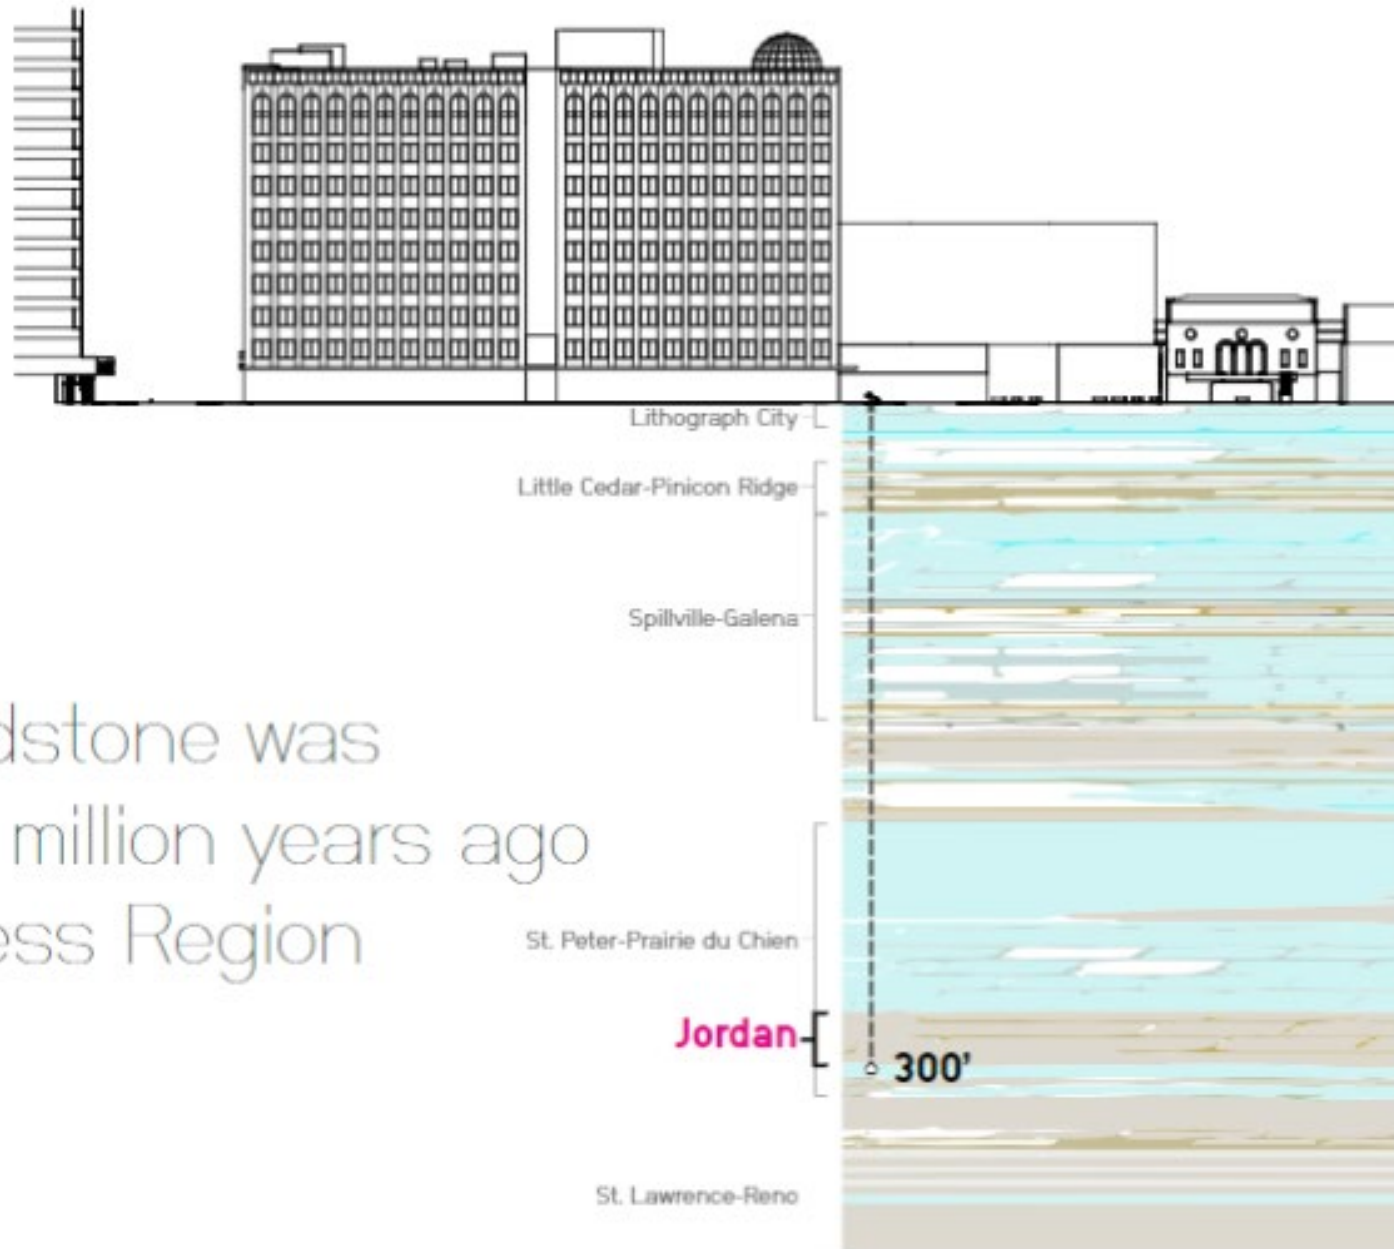 Lithograph City
Little Cedar-Pinicon Ridge
Spillville-Galena
dstone was
million years ago
ess Region
St. Peter-Prairie du Chien
Jordan
300'
St. Lawrence-Reno